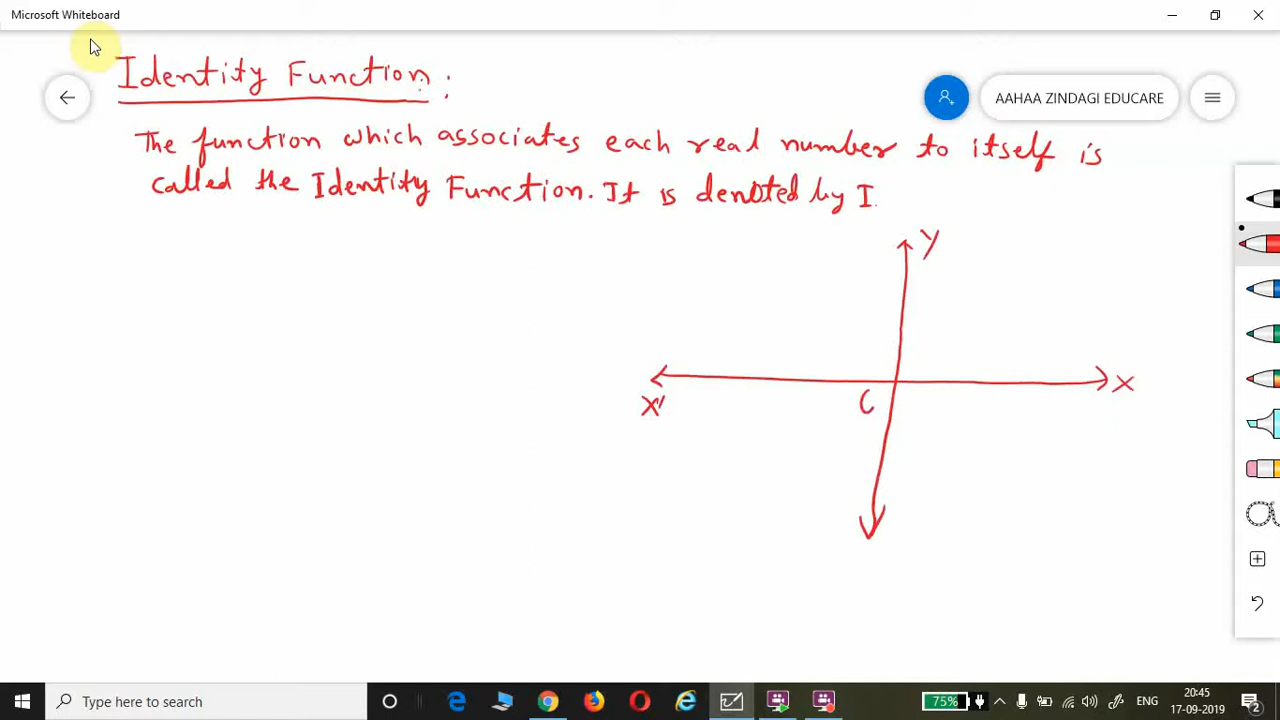 Microsoft Whiteboard
Identity Function :
AAHAA ZINDAGI EDUCARE
The function which associates each real number to itself is
called the Identity Function. It is denoted by I.
Y
X' X
C
Type here to search
75% ENG 20:45
17-09-2019
2